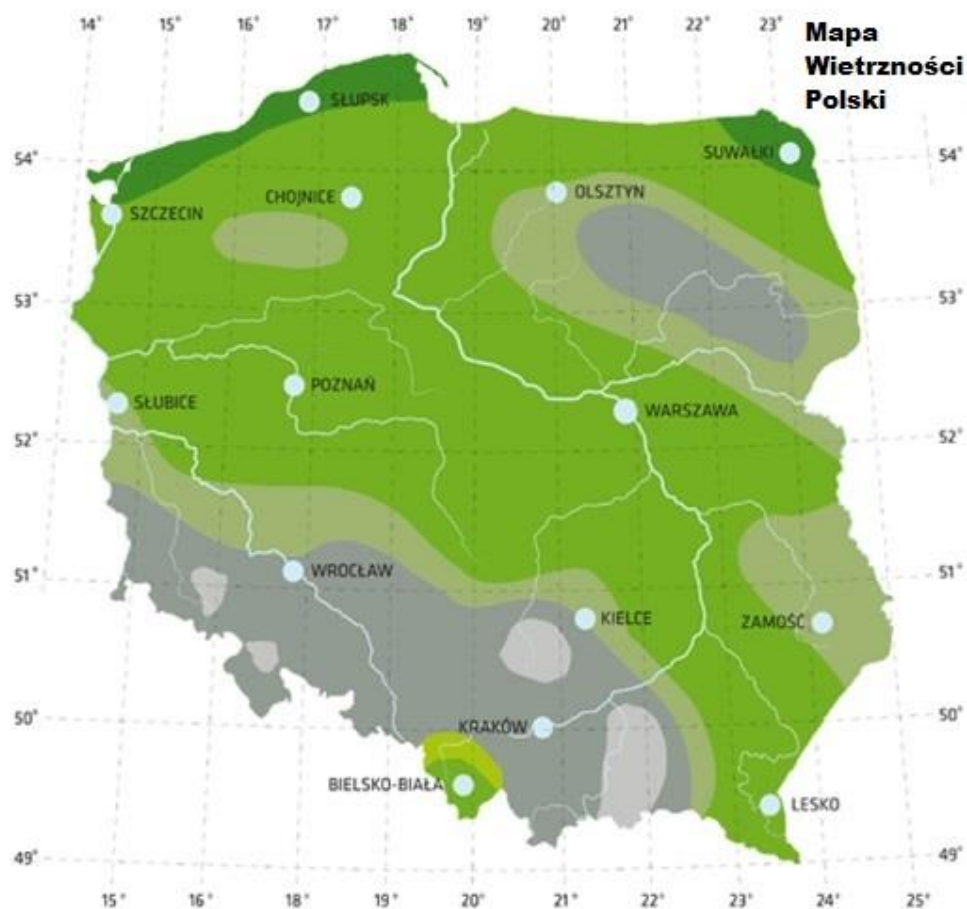 14° 15° 16° 17° 18° 19° 20° 21° 22° 23°
Mapa
Wietrzności
Polski
SŁUPSK
54° 54°
SUWAŁKI
CHOJNICE
OLSZTYN
SZCZECIN
53° 53°
POZNAŃ
SŁUBICE
WARSZAWA
52° 52°
51° 51°
WROCŁAW
KIELCE
ZAMOŚĆ
50° 50°
KRAKÓW
BIELSKO-BIAŁA
LESKO
49° 49°
15° 16° 17° 18° 19° 20° 21° 22° 23° 24° 25°